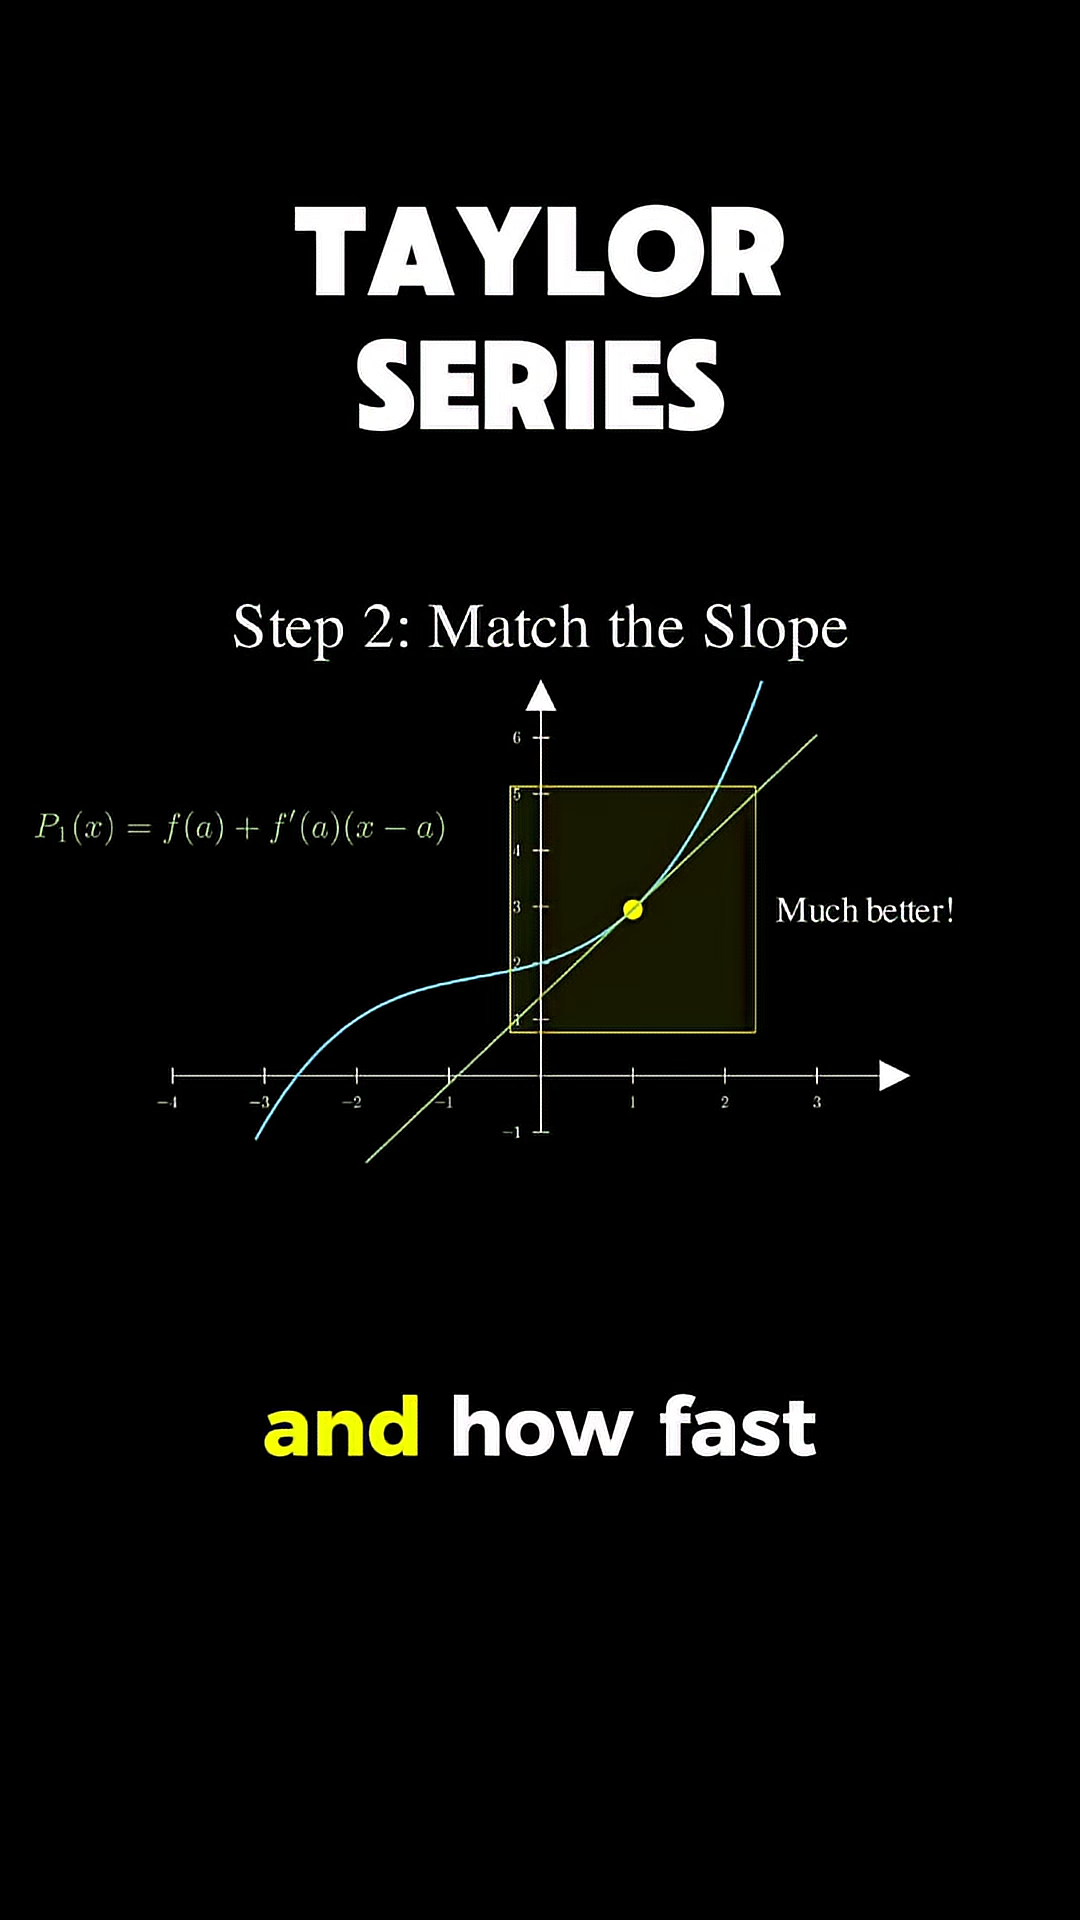 TAYLOR
SERIES
Step 2: Match the Slope
6
5
P₁(x) = f(a) + f′(a)(x − a)
4
3
Much better!
2
1
−4 −3 −2 −1 1 2 3
−1
and how fast